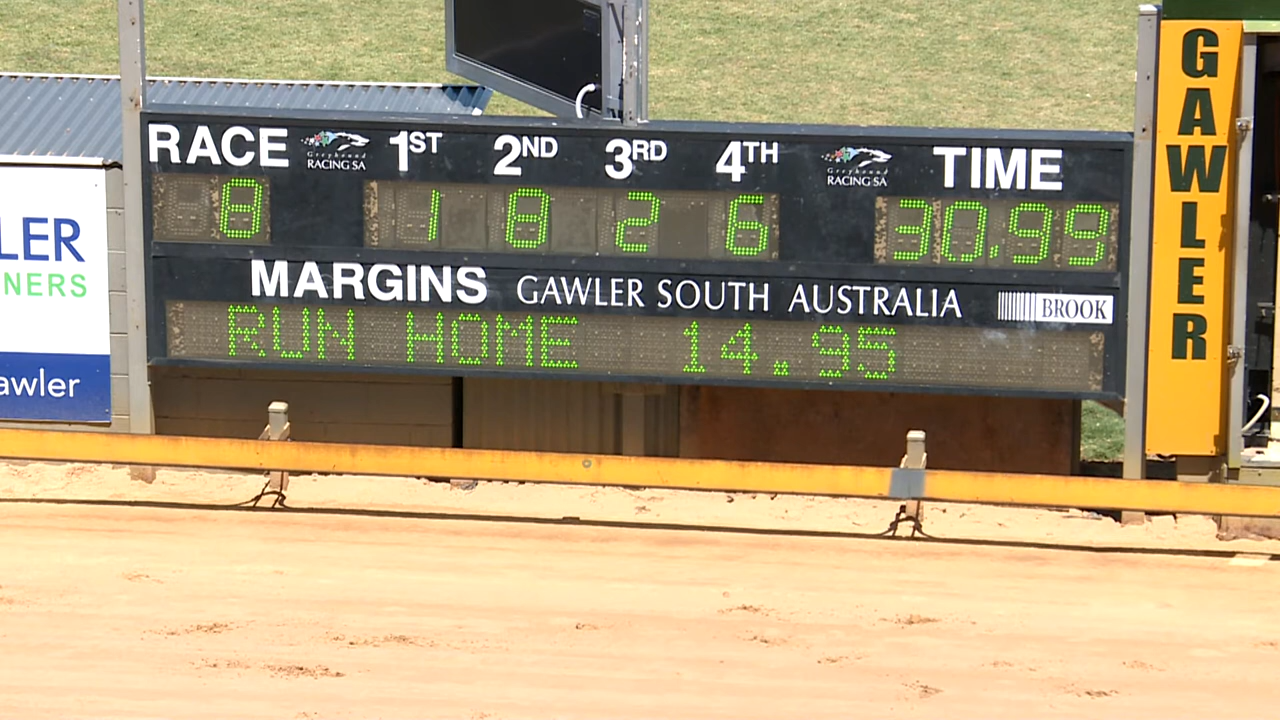 RACE 1ST 2ND 3RD 4TH TIME
Greyhound RACING SA
Greyhound RACING SA
8 1 8 2 6 30.99
MARGINS GAWLER SOUTH AUSTRALIA BROOK
RUN HOME 14.95
GAWLER
LER
NERS
awler